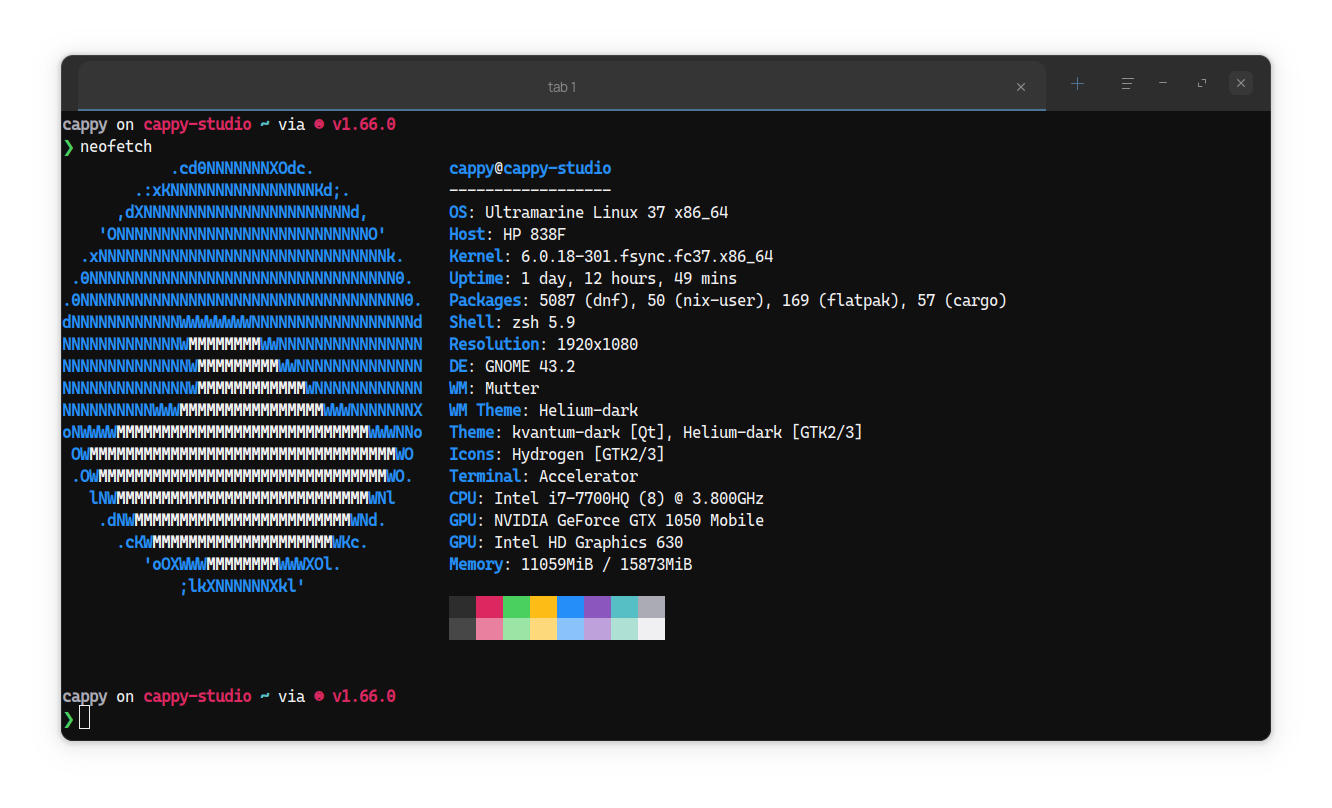 tab 1
cappy on cappy-studio ~ via v1.66.0
❯ neofetch
cappy@cappy-studio
------------------
OS: Ultramarine Linux 37 x86_64
Host: HP 838F
Kernel: 6.0.18-301.fsync.fc37.x86_64
Uptime: 1 day, 12 hours, 49 mins
Packages: 5087 (dnf), 50 (nix-user), 169 (flatpak), 57 (cargo)
Shell: zsh 5.9
Resolution: 1920x1080
DE: GNOME 43.2
WM: Mutter
WM Theme: Helium-dark
Theme: kvantum-dark [Qt], Helium-dark [GTK2/3]
Icons: Hydrogen [GTK2/3]
Terminal: Accelerator
CPU: Intel i7-7700HQ (8) @ 3.800GHz
GPU: NVIDIA GeForce GTX 1050 Mobile
GPU: Intel HD Graphics 630
Memory: 11059MiB / 15873MiB
cappy on cappy-studio ~ via v1.66.0
❯